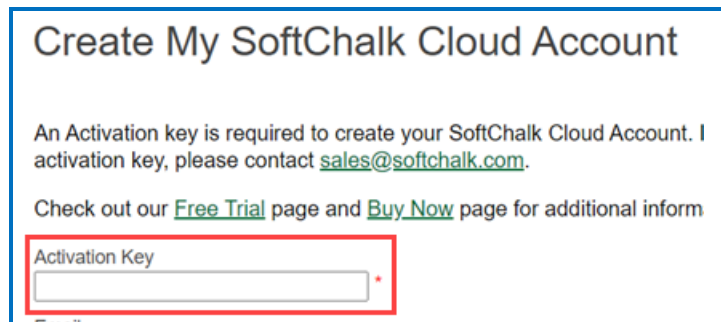 Create My SoftChalk Cloud Account
An Activation key is required to create your SoftChalk Cloud Account.
activation key, please contact sales@softchalk.com.
Check out our Free Trial page and Buy Now page for additional inform
Activation Key
*